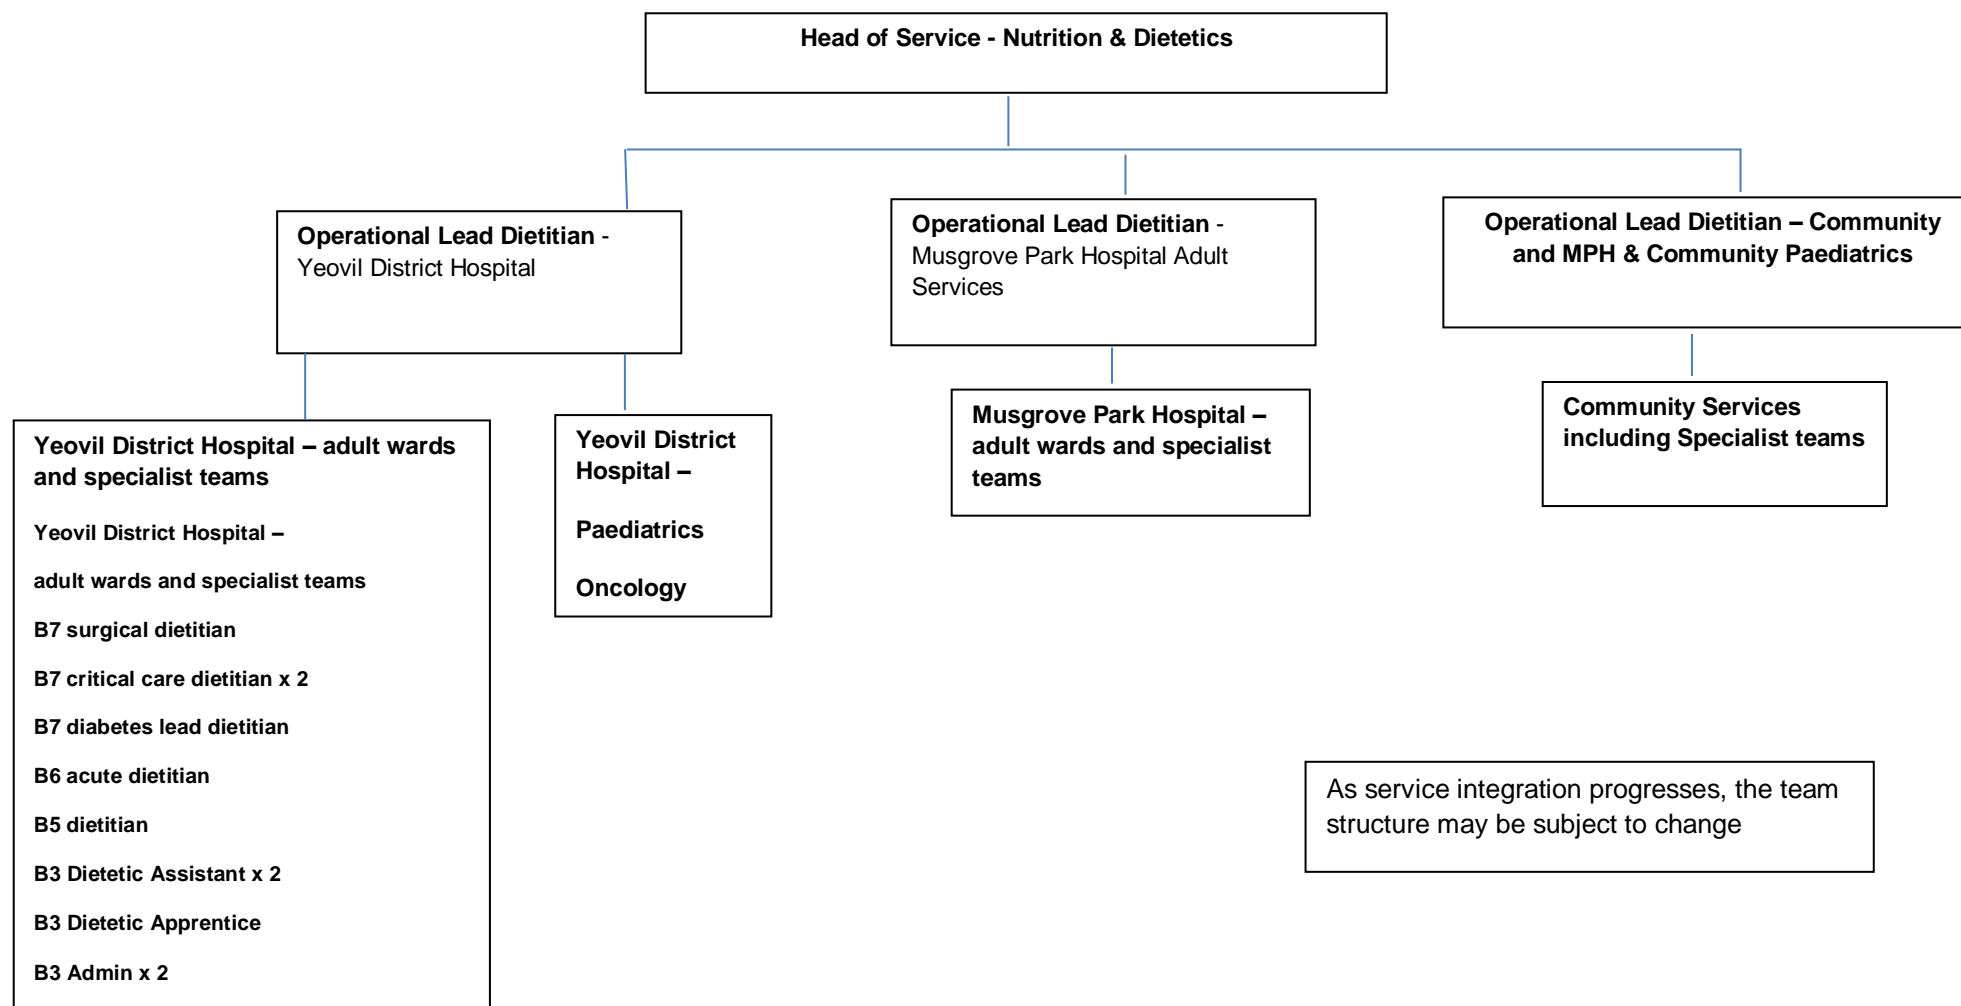 Head of Service - Nutrition & Dietetics
Operational Lead Dietitian -
Yeovil District Hospital
Operational Lead Dietitian -
Musgrove Park Hospital Adult
Services
Operational Lead Dietitian – Community
and MPH & Community Paediatrics
Yeovil District Hospital – adult wards
and specialist teams
Yeovil District Hospital –
adult wards and specialist teams
B7 surgical dietitian
B7 critical care dietitian x 2
B7 diabetes lead dietitian
B6 acute dietitian
B5 dietitian
B3 Dietetic Assistant x 2
B3 Dietetic Apprentice
B3 Admin x 2
Yeovil District
Hospital –
Paediatrics
Oncology
Musgrove Park Hospital –
adult wards and specialist
teams
Community Services
including Specialist teams
As service integration progresses, the team
structure may be subject to change